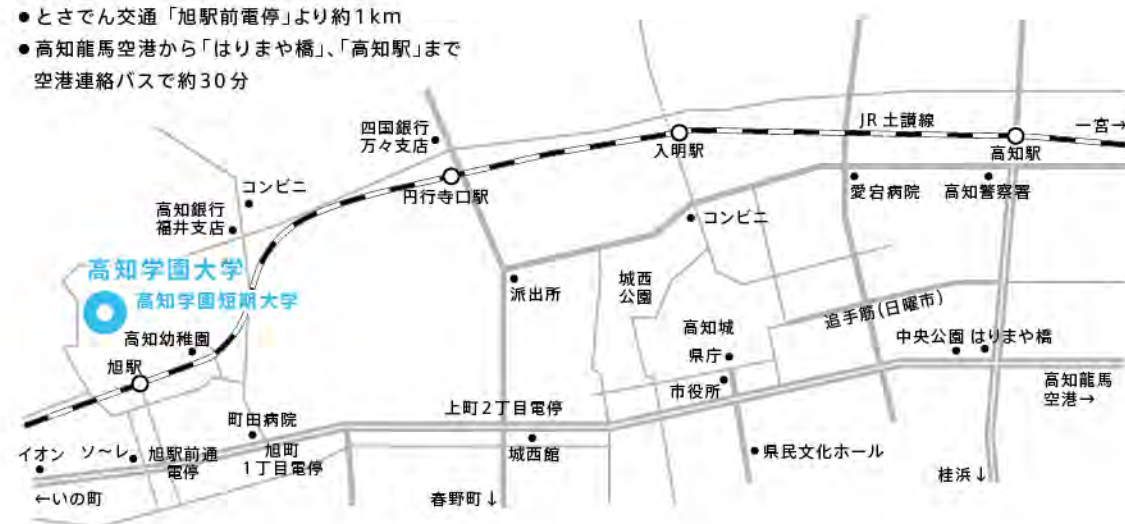 ●とさでん交通「旭駅前電停」より約1km
●高知龍馬空港から「はりまや橋」、「高知駅」まで
空港連絡バスで約30分
四国銀行
万々支店
JR 土讃線
一宮→
入明駅
高知駅
円行寺口駅
コンビニ
愛宕病院
高知警察署
高知銀行
福井支店
コンビニ
高知学園大学
高知学園短期大学
派出所
城西
公園
追手筋(日曜市)
高知城
高知幼稚園
県庁
中央公園
はりまや橋
旭駅
市役所
高知龍馬
空港→
上町2丁目電停
町田病院
イオン
ソ〜レ
旭駅前通
電停
旭町
1丁目電停
城西館
県民文化ホール
桂浜↓
←いの町
春野町↓